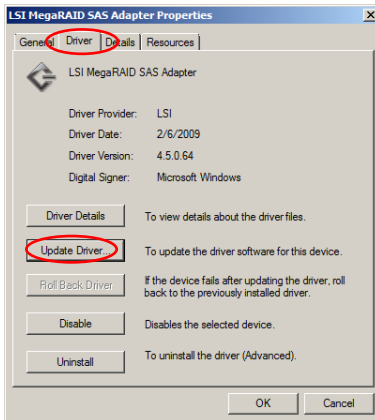 LSI MegaRAID SAS Adapter Properties
General Driver Details Resources
LSI MegaRAID SAS Adapter
Driver Provider: LSI
Driver Date: 2/6/2009
Driver Version: 4.5.0.64
Digital Signer: Microsoft Windows
Driver Details To view details about the driver files.
Update Driver... To update the driver software for this device.
Roll Back Driver If the device fails after updating the driver, roll
back to the previously installed driver.
Disable Disables the selected device.
Uninstall To uninstall the driver (Advanced).
OK Cancel